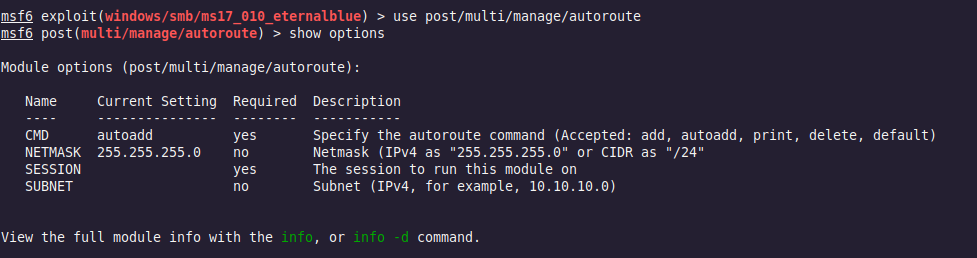 msf6 exploit(windows/smb/ms17_010_eternalblue) > use post/multi/manage/autoroute
msf6 post(multi/manage/autoroute) > show options
Module options (post/multi/manage/autoroute):
Name Current Setting Required Description
---- --------------- -------- -----------
CMD autoadd yes Specify the autoroute command (Accepted: add, autoadd, print, delete, default)
NETMASK 255.255.255.0 no Netmask (IPv4 as "255.255.255.0" or CIDR as "/24"
SESSION yes The session to run this module on
SUBNET no Subnet (IPv4, for example, 10.10.10.0)
View the full module info with the info, or info -d command.